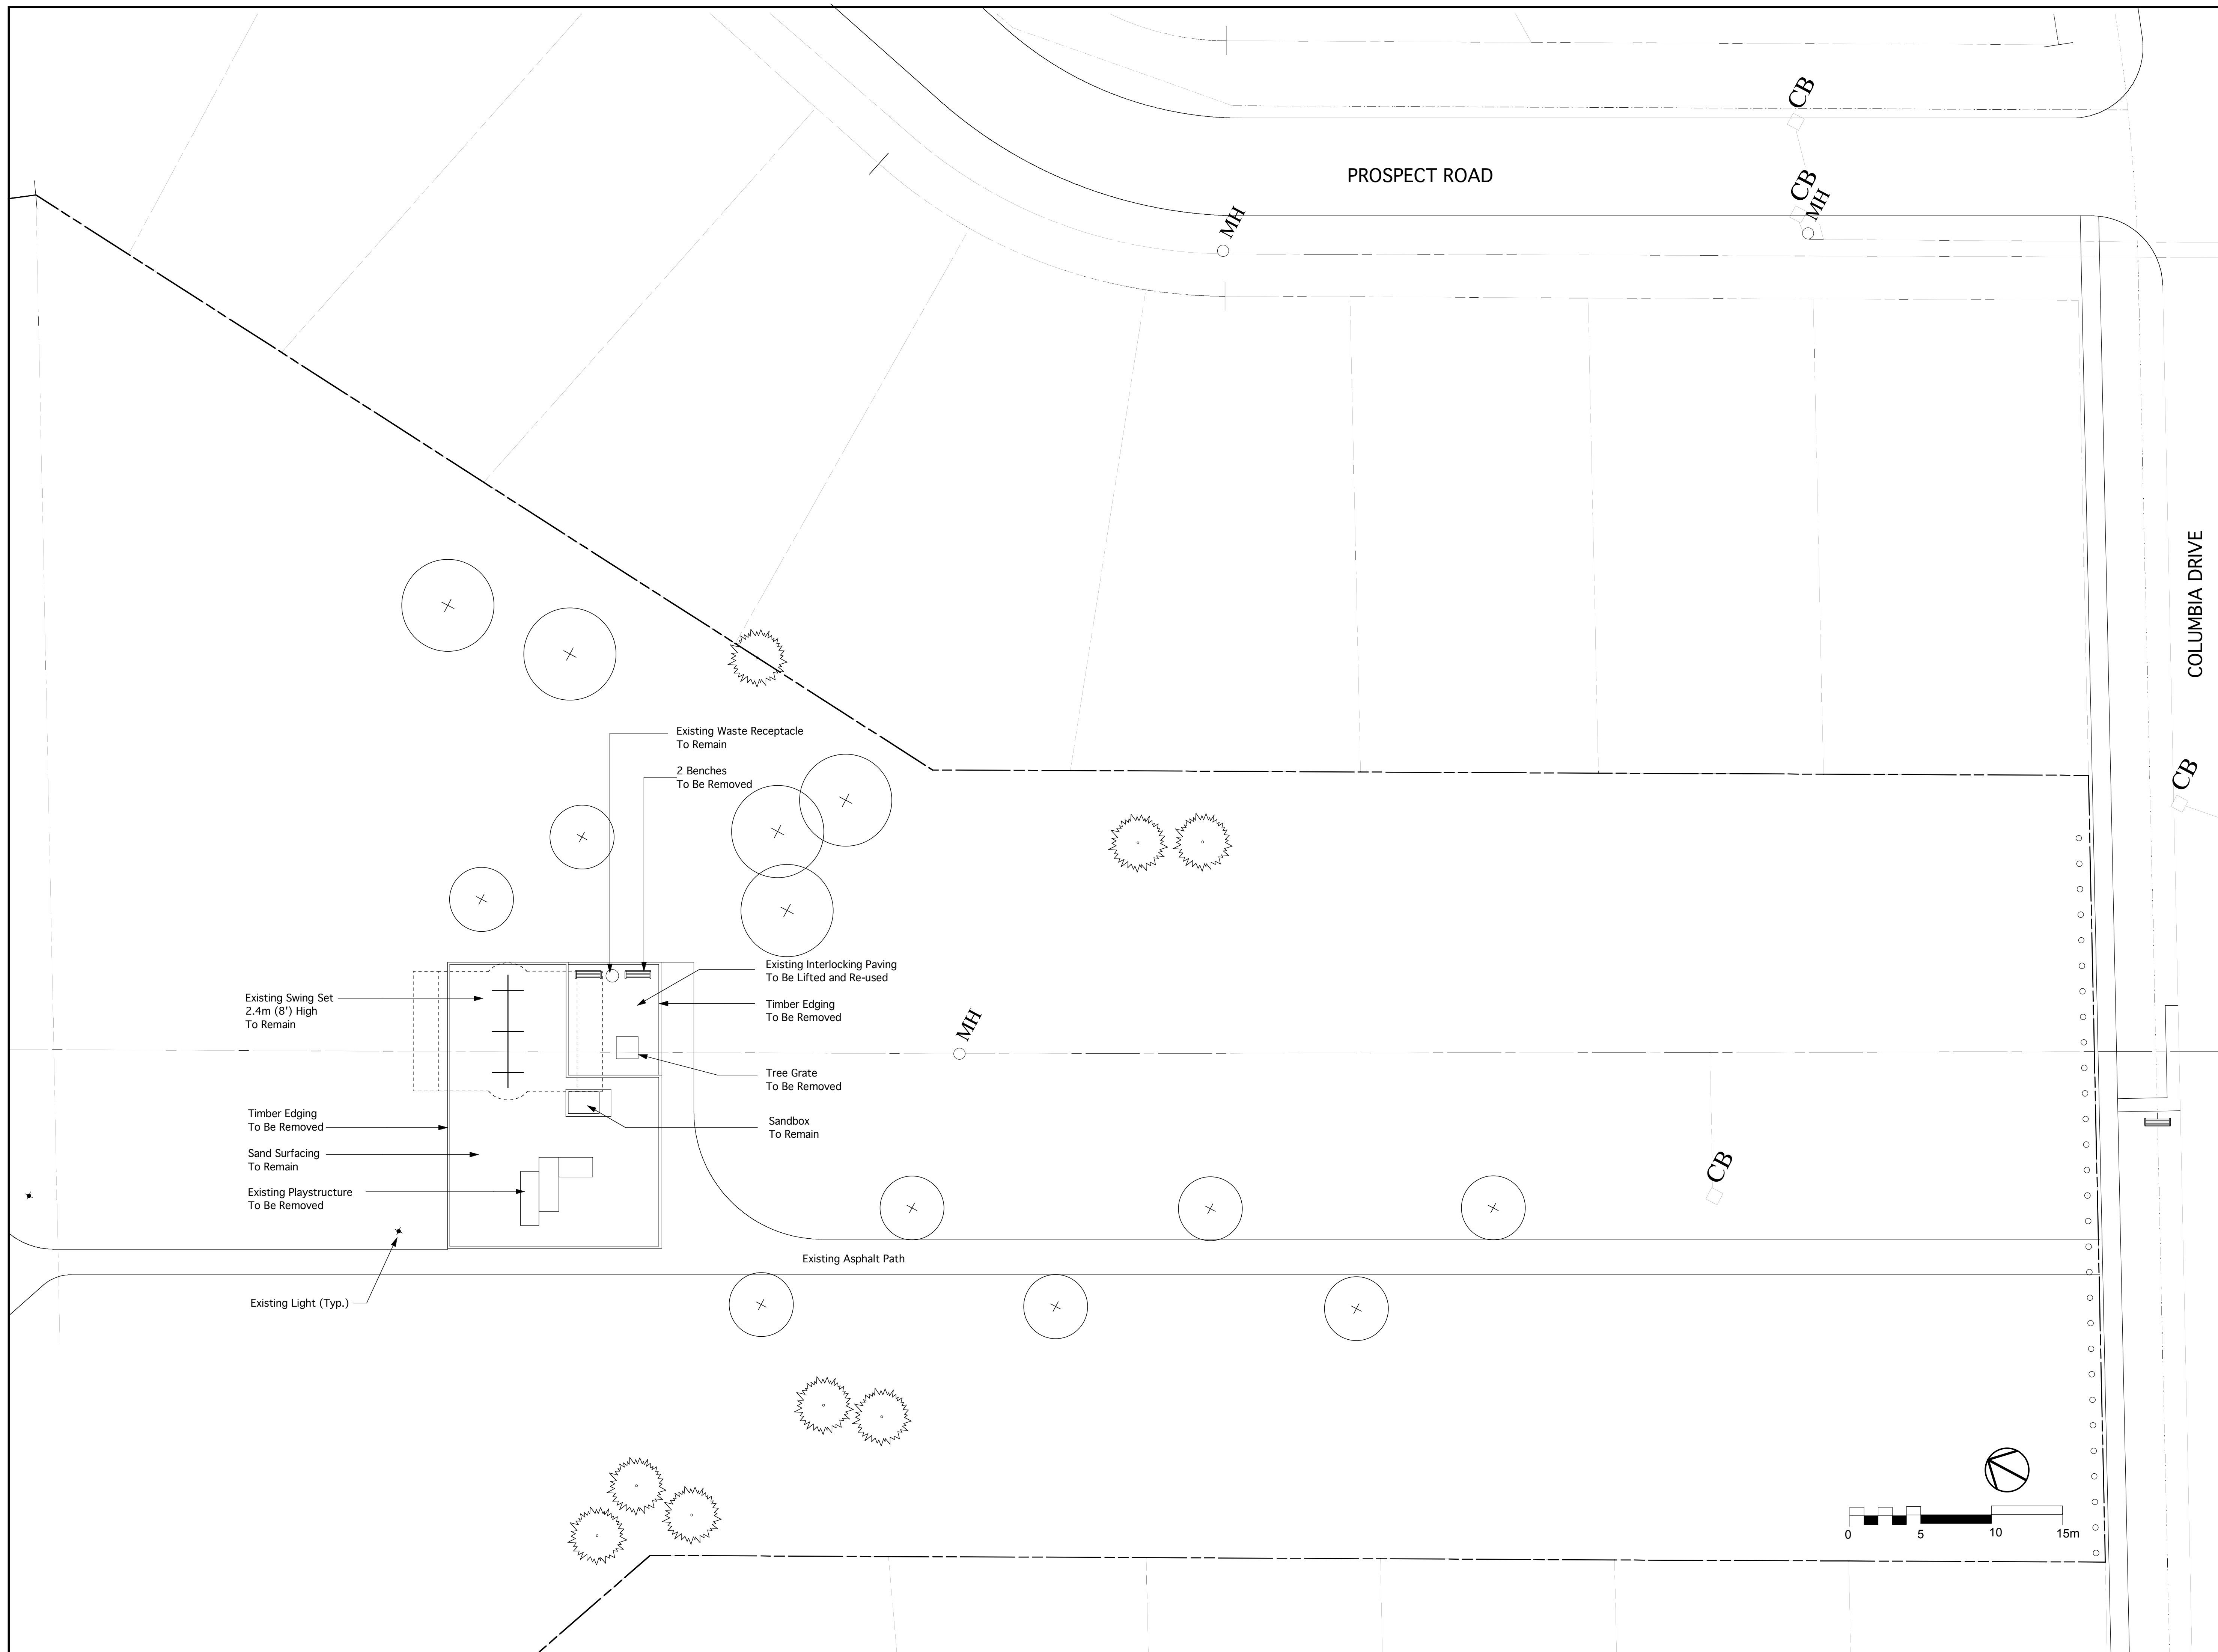 CB
PROSPECT ROAD
CB
MH
MH
COLUMBIA DRIVE
Existing Waste Receptacle
To Remain
2 Benches
To Be Removed
CB
Existing Interlocking Paving
To Be Lifted and Re-used
Existing Swing Set
2.4m (8') High
To Remain
Timber Edging
To Be Removed
MH
Tree Grate
To Be Removed
Timber Edging
To Be Removed
Sandbox
To Remain
Sand Surfacing
To Remain
CB
Existing Playstructure
To Be Removed
Existing Asphalt Path
Existing Light (Typ.)
0 5 10 15m